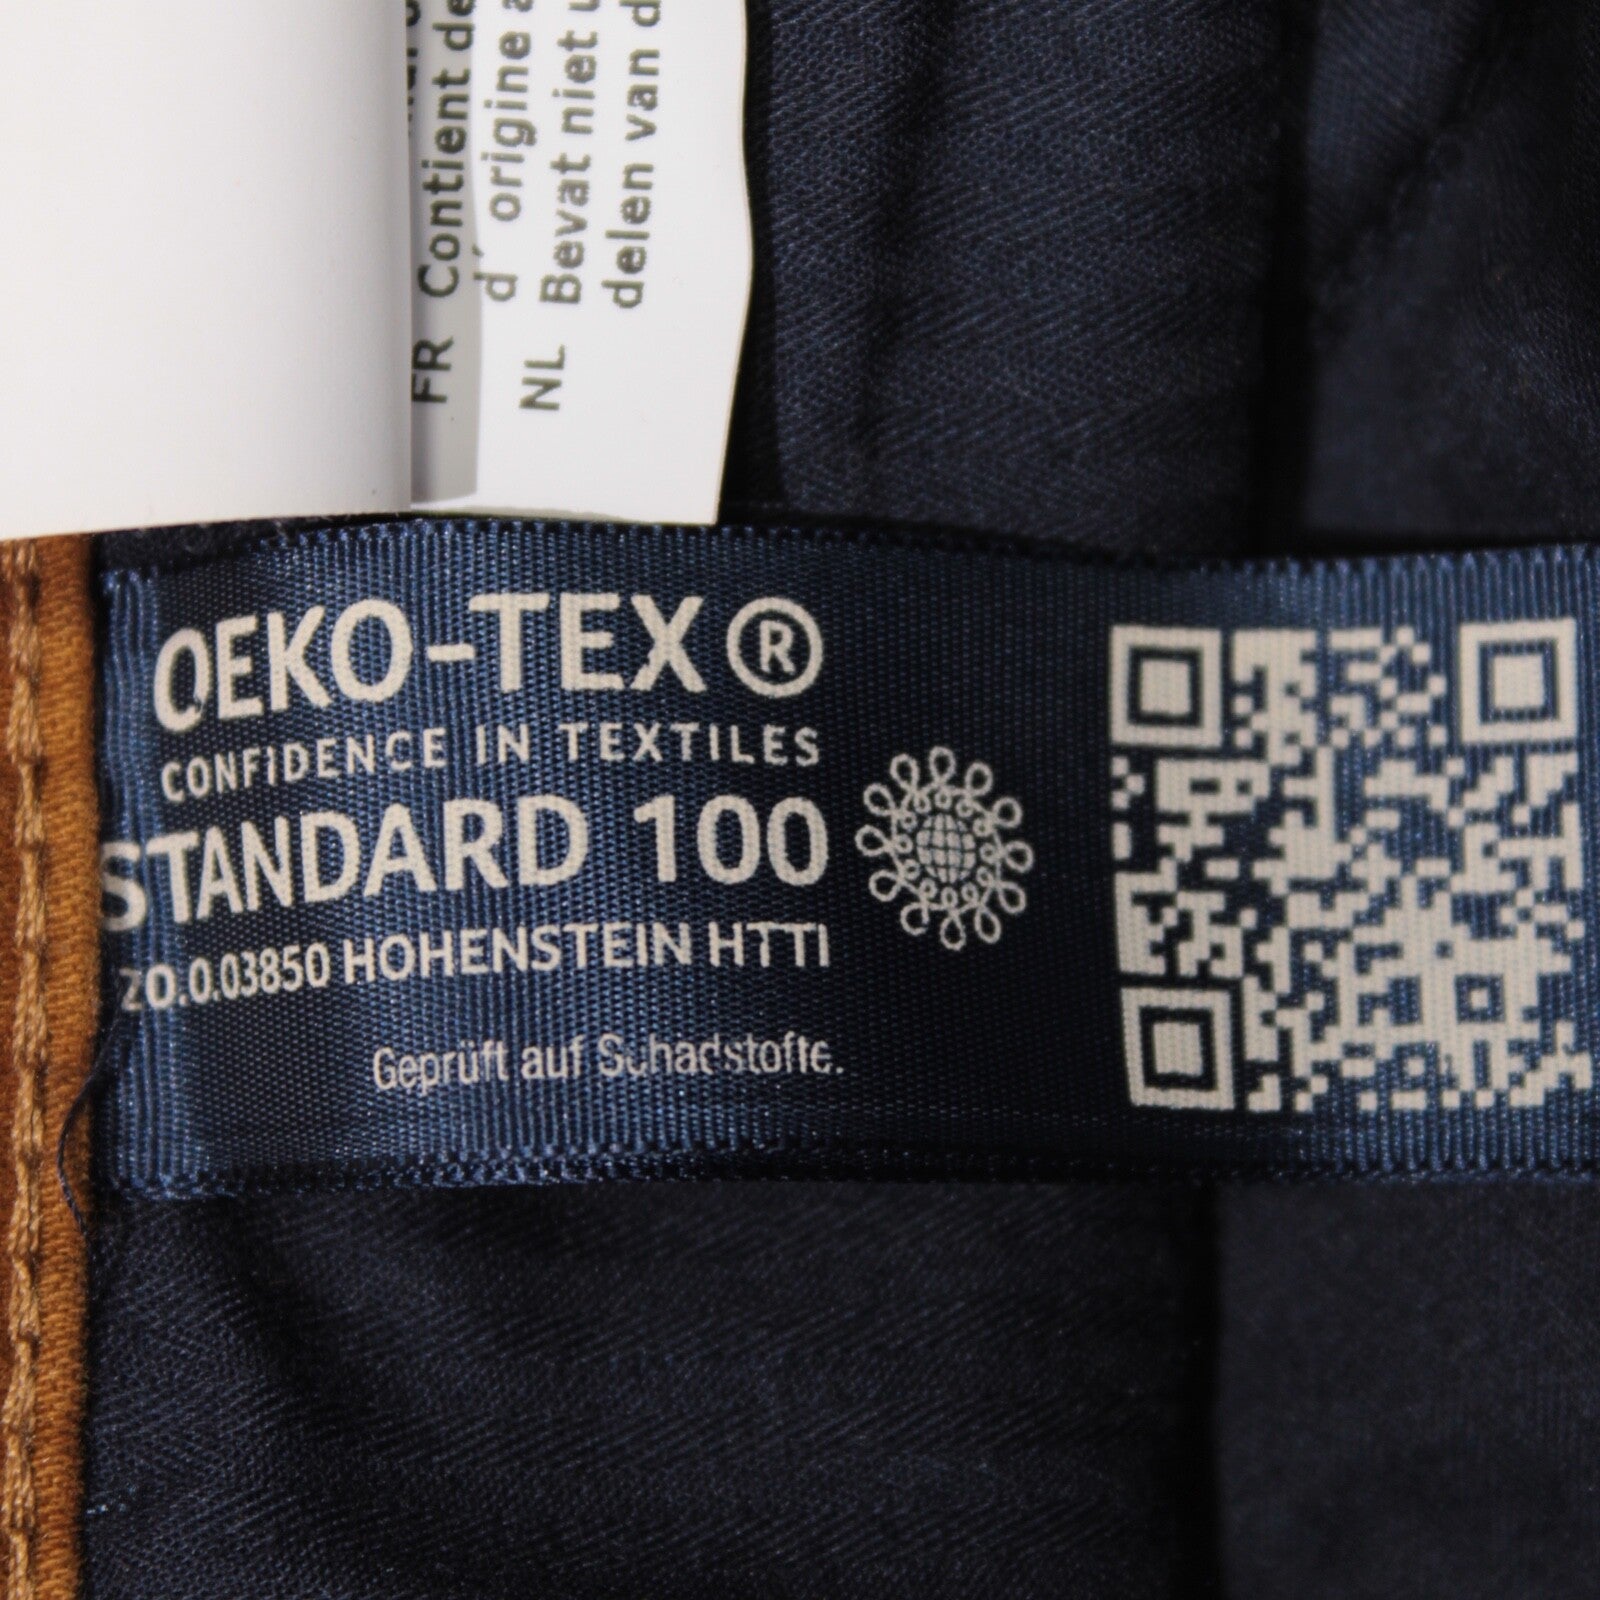 FR Contient de
d´origine a
NL Bevat niet
delen van d
OEKO-TEX®
CONFIDENCE IN TEXTILES
STANDARD 100
20.0.03850 HOHENSTEIN HTTI
Geprüft auf Schadstoffe.